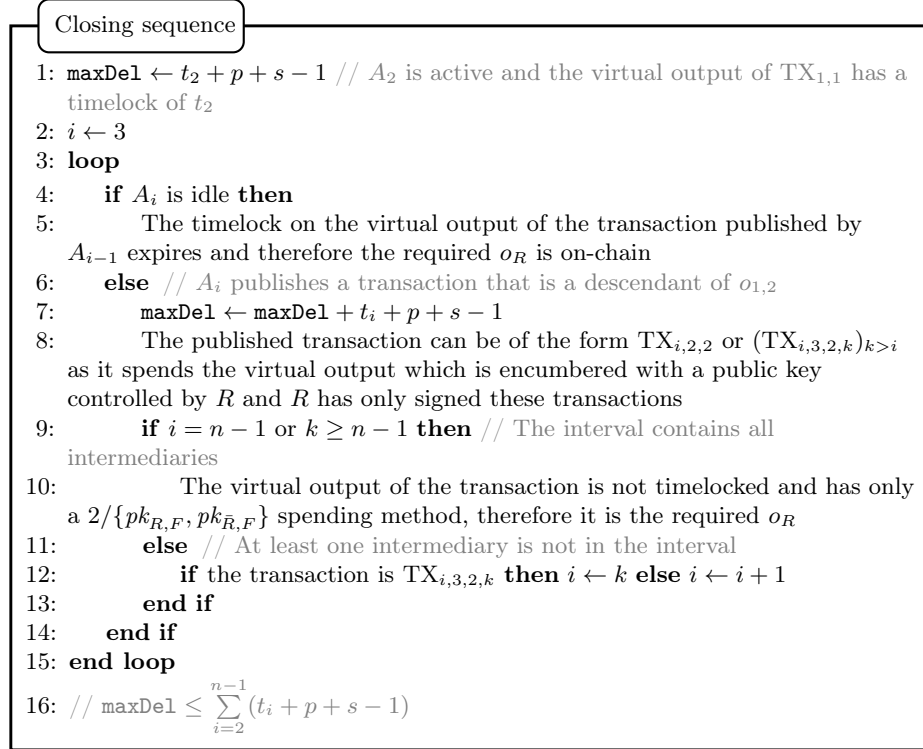 Closing sequence
1: maxDel ← t₂ + p + s − 1 // A₂ is active and the virtual output of TX₁,₁ has a
timelock of t₂
2: i ← 3
3: loop
4: if Aᵢ is idle then
5: The timelock on the virtual output of the transaction published by
Aᵢ₋₁ expires and therefore the required o_R is on-chain
6: else // Aᵢ publishes a transaction that is a descendant of o₁,₂
7: maxDel ← maxDel + tᵢ + p + s − 1
8: The published transaction can be of the form TXᵢ,₂,₂ or (TXᵢ,₃,₂,ₖ)ₖ>ᵢ
as it spends the virtual output which is encumbered with a public key
controlled by R and R has only signed these transactions
9: if i = n − 1 or k ≥ n − 1 then // The interval contains all
intermediaries
10: The virtual output of the transaction is not timelocked and has only
a 2/{pk_{R,F}, pk_{R̄,F}} spending method, therefore it is the required o_R
11: else // At least one intermediary is not in the interval
12: if the transaction is TXᵢ,₃,₂,ₖ then i ← k else i ← i + 1
13: end if
14: end if
15: end loop
16: // maxDel ≤ ∑_{i=2}^{n−1} (tᵢ + p + s − 1)